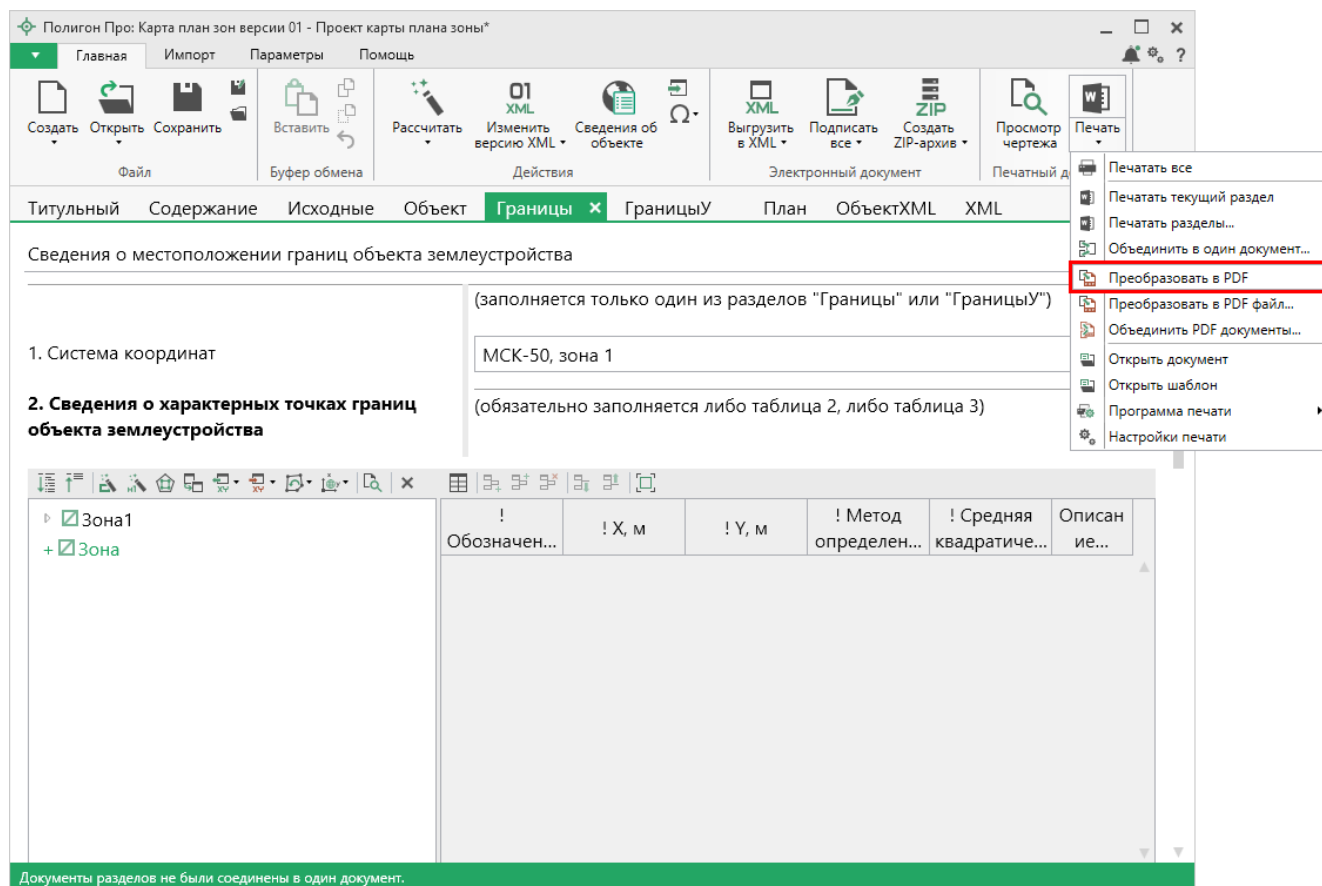 Полигон Про: Карта план зон версии 01 - Проект карты плана зоны*
Главная Импорт Параметры Помощь
?
Создать Открыть Сохранить
Вставить
Рассчитать
01
XML
Изменить
версию XML
Сведения об
объекте
Ω
XML
Выгрузить
в XML
Подписать
все
ZIP
Создать
ZIP-архив
Просмотр
чертежа
W
Печать
Файл Буфер обмена Действия Электронный документ Печатный д
Печатать все
Печатать текущий раздел
Печатать разделы...
Объединить в один документ...
Преобразовать в PDF
Преобразовать в PDF файл...
Объединить PDF документы...
Открыть документ
Открыть шаблон
Программа печати
Настройки печати
Титульный Содержание Исходные Объект Границы ГраницыУ План ОбъектXML XML
Сведения о местоположении границ объекта землеустройства
(заполняется только один из разделов "Границы" или "ГраницыУ")
1. Система координат МСК-50, зона 1
2. Сведения о характерных точках границ
объекта землеустройства
(обязательно заполняется либо таблица 2, либо таблица 3)
Зона1
+ Зона
!
Обозначен...
! X, м
! Y, м
! Метод
определен...
! Средняя
квадратиче...
Описан
ие...
Документы разделов не были соединены в один документ.